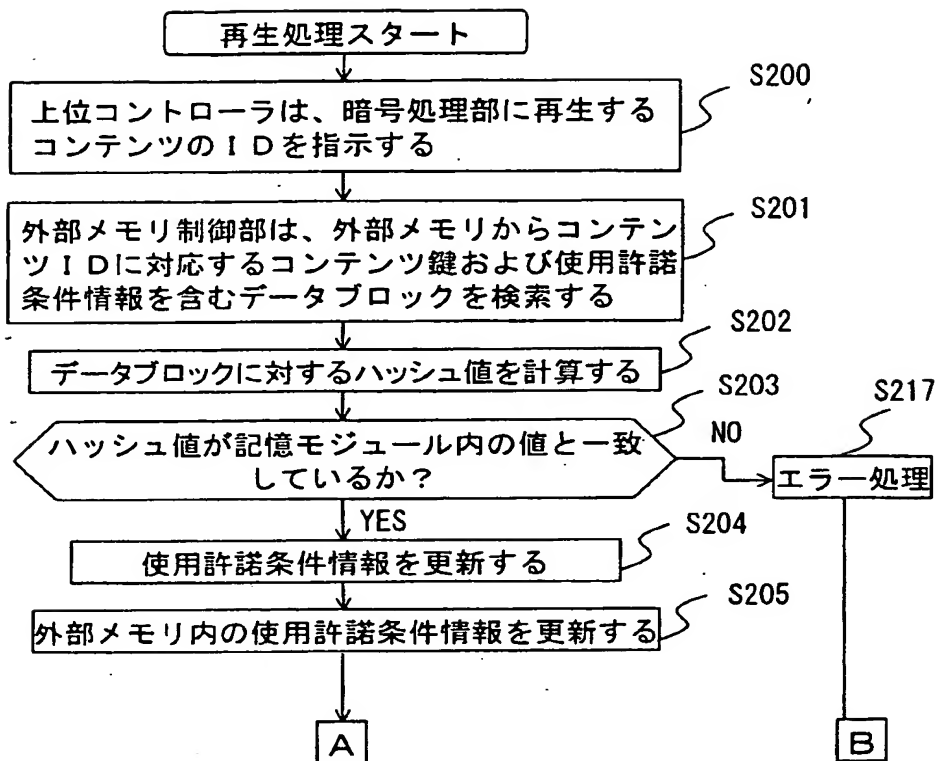 再生処理スタート
S200
上位コントローラは、暗号処理部に再生する
コンテンツのＩＤを指示する
S201
外部メモリ制御部は、外部メモリからコンテン
ツＩＤに対応するコンテンツ鍵および使用許諾
条件情報を含むデータブロックを検索する
S202
データブロックに対するハッシュ値を計算する
S203
ハッシュ値が記憶モジュール内の値と一致
しているか？
NO
S217
エラー処理
YES
S204
使用許諾条件情報を更新する
S205
外部メモリ内の使用許諾条件情報を更新する
A
B